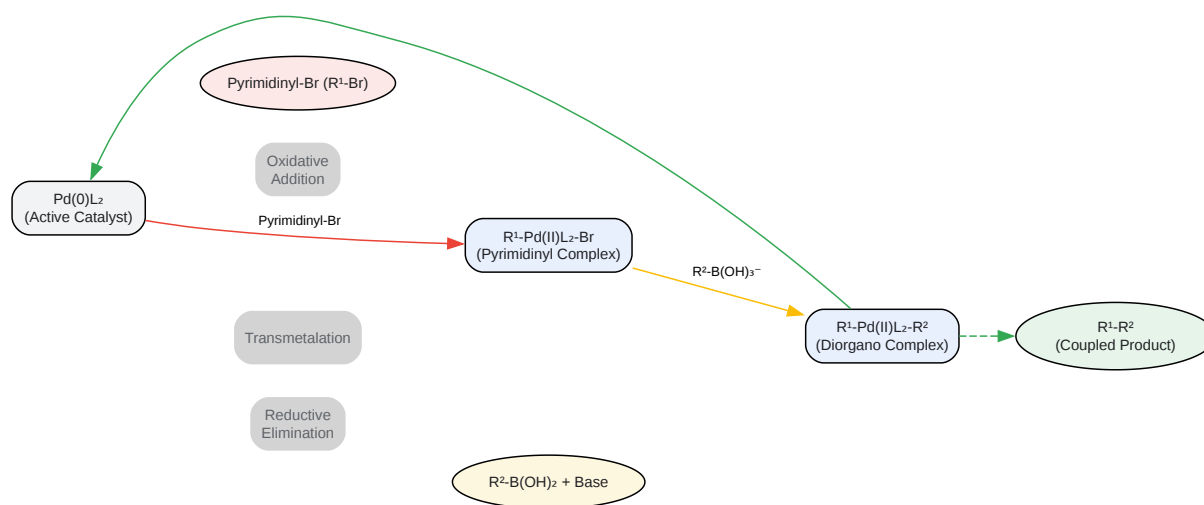 Pyrimidinyl-Br (R¹-Br)
Oxidative
Addition
Pd(0)L₂
(Active Catalyst)
Pyrimidinyl-Br
R¹-Pd(II)L₂-Br
(Pyrimidinyl Complex)
R²-B(OH)₃⁻
R¹-Pd(II)L₂-R²
(Diorgano Complex)
R¹-R²
(Coupled Product)
Transmetalation
Reductive
Elimination
R²-B(OH)₂ + Base